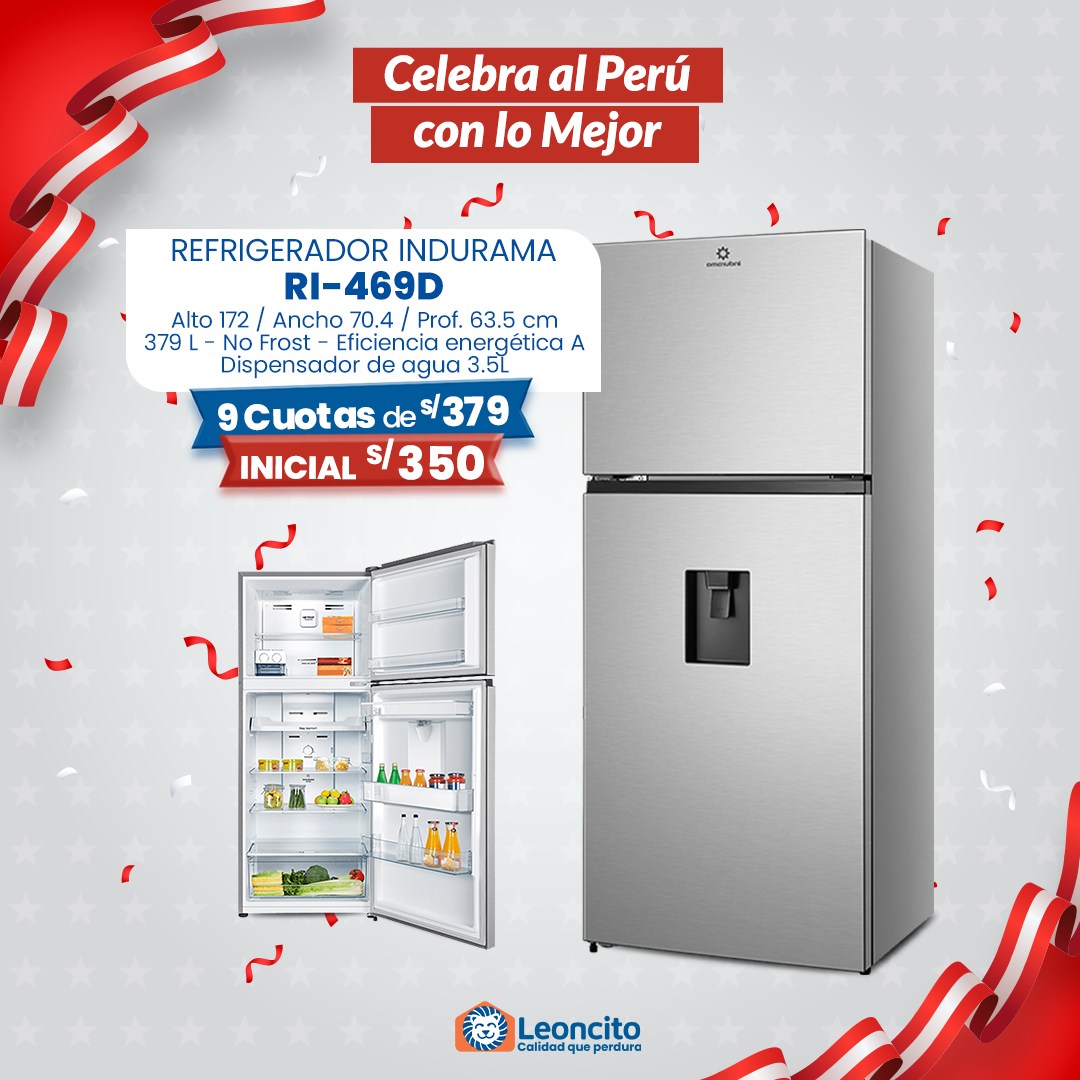 Celebra al Perú
con lo Mejor
REFRIGERADOR INDURAMA
RI-469D
Alto 172 / Ancho 70.4 / Prof. 63.5 cm
379 L - No Frost - Eficiencia energética A
Dispensador de agua 3.5L
9 Cuotas de s/379
INICIAL s/350
Leoncito
Calidad que perdura